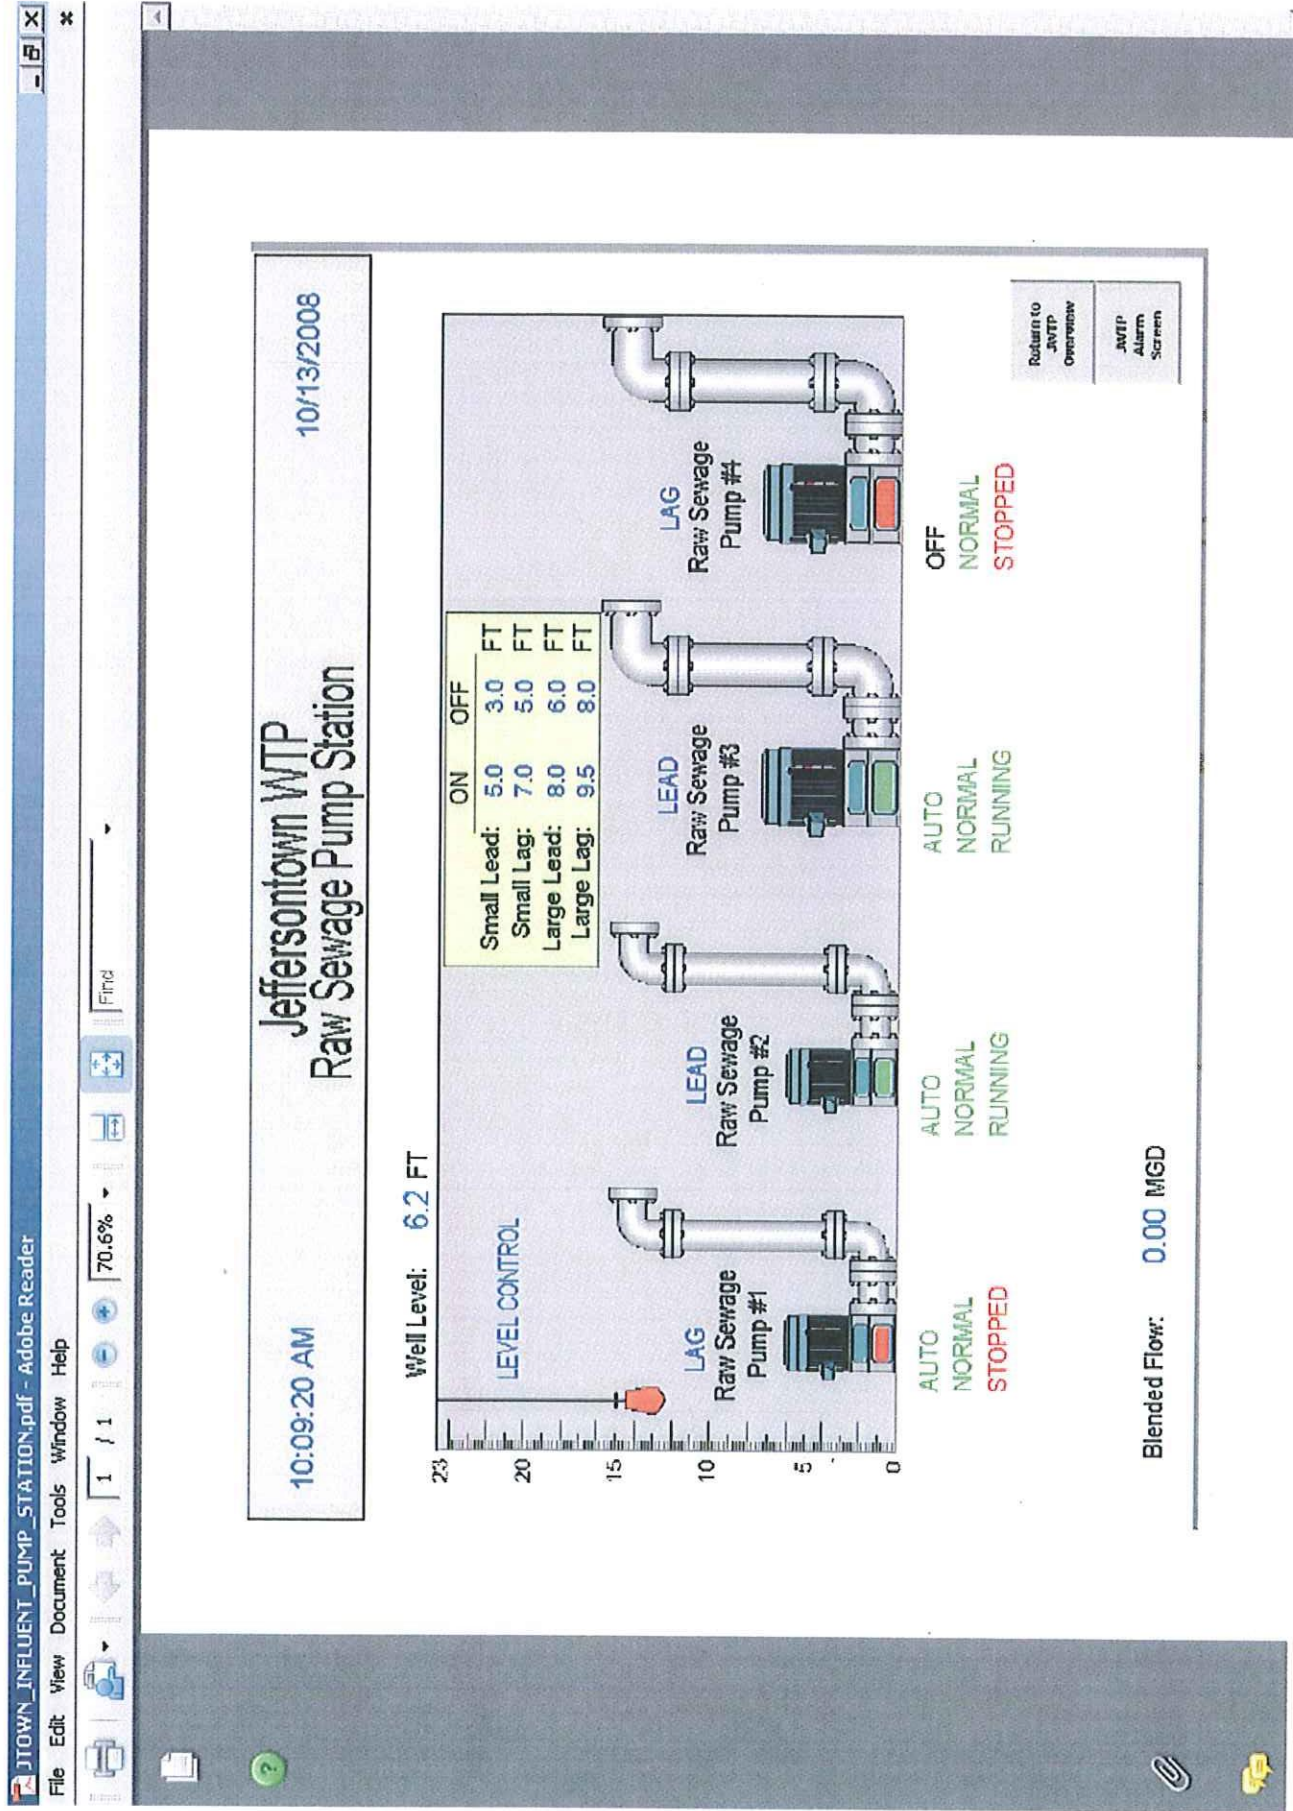 JTOWN_INFLUENT_PUMP_STATION.pdf - Adobe Reader
File Edit View Document Tools Window Help
1 / 1 70.6% Find
Jeffersontown WTP
10:09:20 AM Raw Sewage Pump Station 10/13/2008
Well Level: 6.2 FT
ON OFF
Small Lead: 5.0 3.0 FT
Small Lag: 7.0 5.0 FT
Large Lead: 8.0 6.0 FT
Large Lag: 9.5 8.0 FT
LEVEL CONTROL
23
20
15
10
5
0
LAG
Raw Sewage
Pump #1
LEAD
Raw Sewage
Pump #2
LEAD
Raw Sewage
Pump #3
LAG
Raw Sewage
Pump #4
AUTO
NORMAL
STOPPED
AUTO
NORMAL
RUNNING
AUTO
NORMAL
RUNNING
OFF
NORMAL
STOPPED
Return to
JWTP
Overview
JWTP
Alarm
Screen
Blended Flow: 0.00 MGD